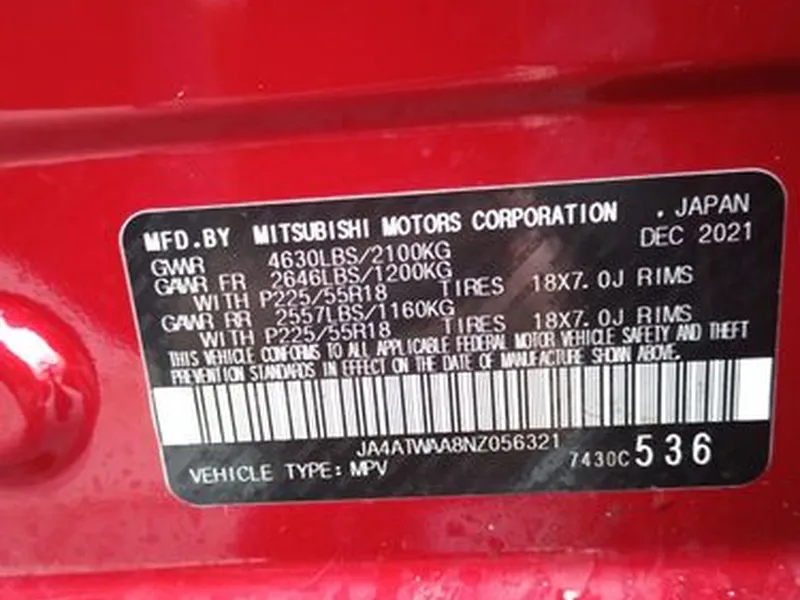 MFD.BY MITSUBISHI MOTORS CORPORATION . JAPAN
DEC 2021
GVWR 4630LBS/2100KG
GAWR FR 2646LBS/1200KG
WITH P225/55R18 TIRES 18X7.0J RIMS
GAWR RR 2557LBS/1160KG
WITH P225/55R18 TIRES 18X7.0J RIMS
THIS VEHICLE CONFORMS TO ALL APPLICABLE FEDERAL MOTOR VEHICLE SAFETY AND THEFT
PREVENTION STANDARDS IN EFFECT ON THE DATE OF MANUFACTURE SHOWN ABOVE.
JA4ATWAA8NZ056321
VEHICLE TYPE: MPV 7430C 536